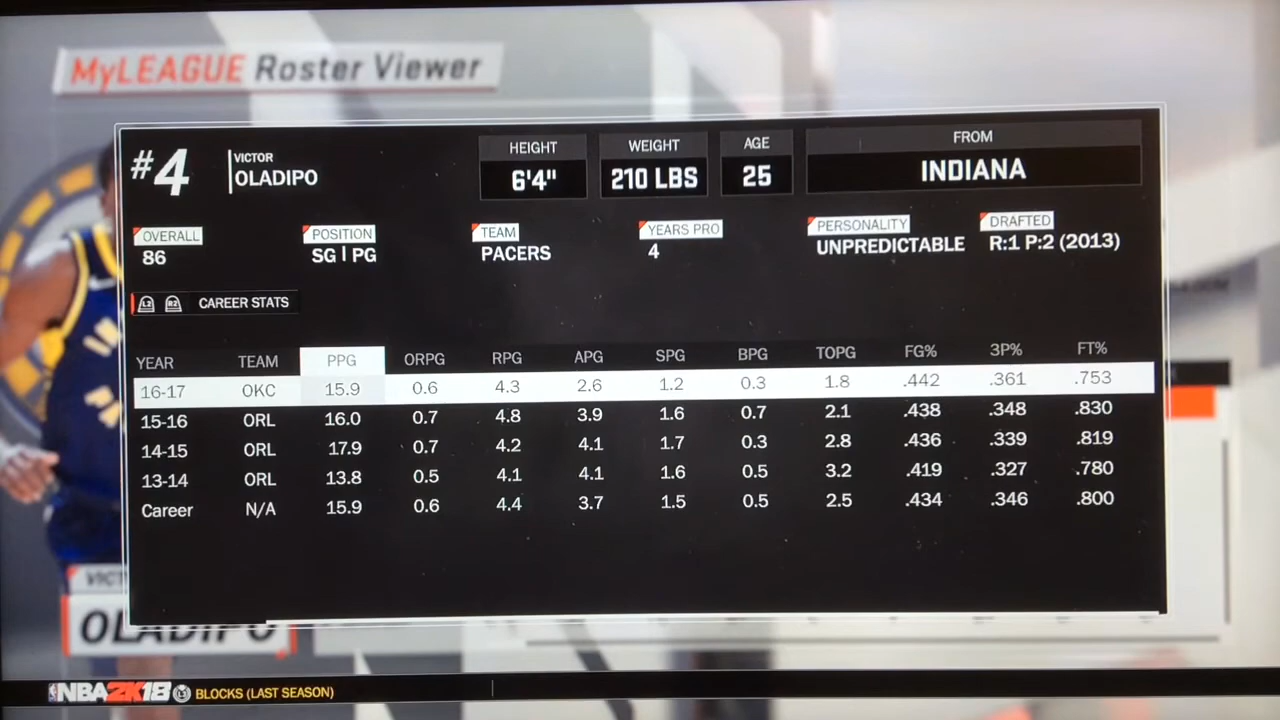 MyLEAGUE Roster Viewer
#4 VICTOR OLADIPO
HEIGHT WEIGHT AGE FROM
6'4" 210 LBS 25 INDIANA
OVERALL POSITION TEAM YEARS PRO PERSONALITY DRAFTED
86 SG | PG PACERS 4 UNPREDICTABLE R:1 P:2 (2013)
L2 R2 CAREER STATS
YEAR TEAM PPG ORPG RPG APG SPG BPG TOPG FG% 3P% FT%
16-17 OKC 15.9 0.6 4.3 2.6 1.2 0.3 1.8 .442 .361 .753
15-16 ORL 16.0 0.7 4.8 3.9 1.6 0.7 2.1 .438 .348 .830
14-15 ORL 17.9 0.7 4.2 4.1 1.7 0.3 2.8 .436 .339 .819
13-14 ORL 13.8 0.5 4.1 4.1 1.6 0.5 3.2 .419 .327 .780
Career N/A 15.9 0.6 4.4 3.7 1.5 0.5 2.5 .434 .346 .800
OLADIPO
NBA 2K18 BLOCKS (LAST SEASON)